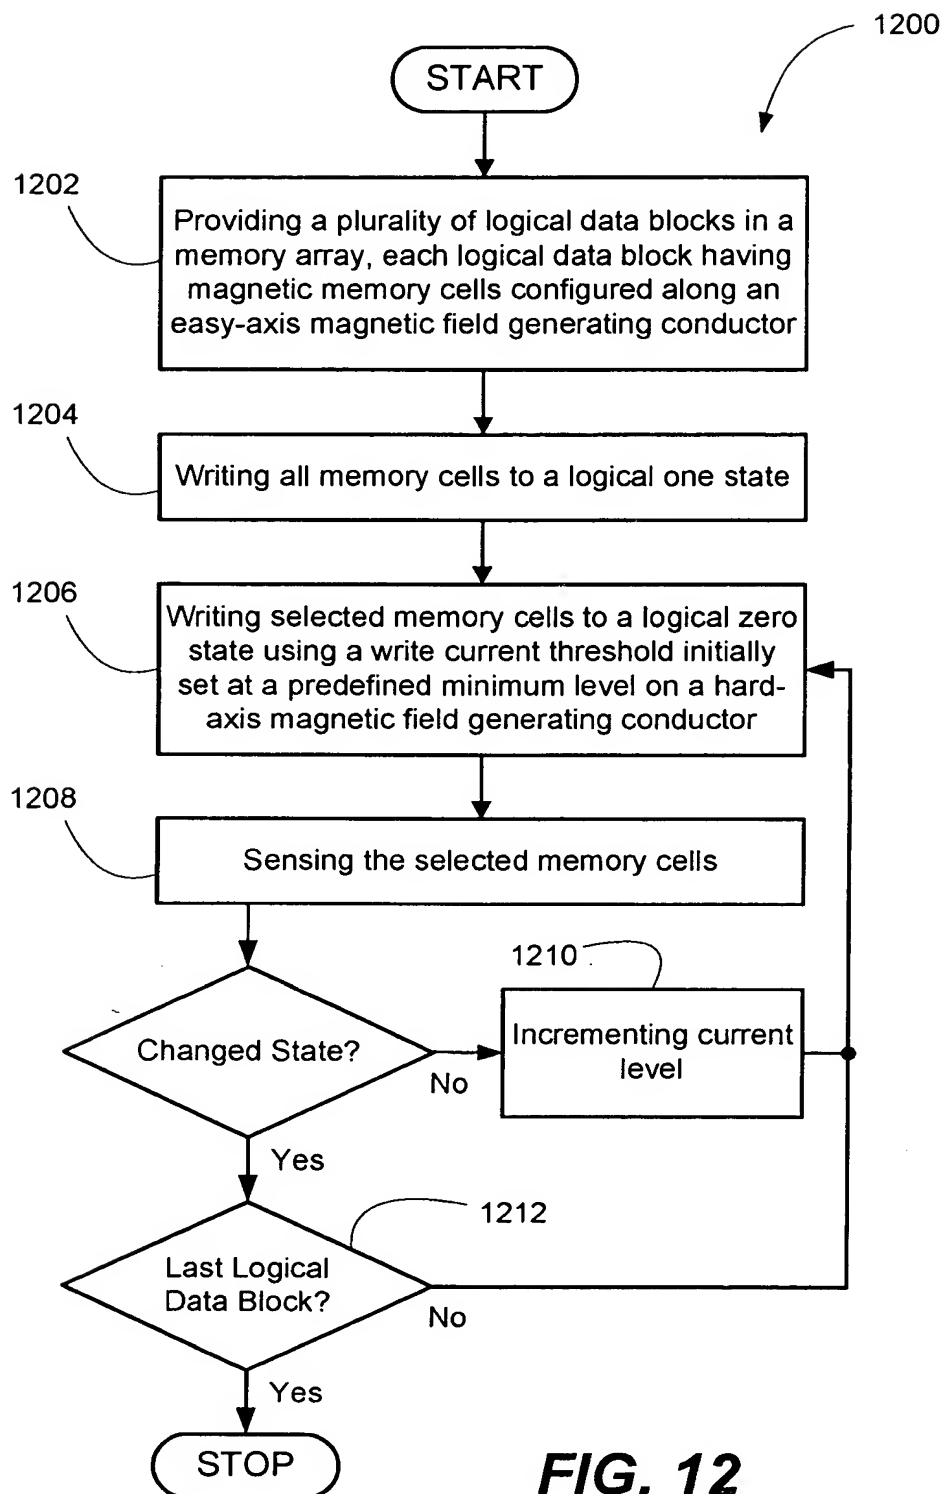 1200
START
1202
Providing a plurality of logical data blocks in a
memory array, each logical data block having
magnetic memory cells configured along an
easy-axis magnetic field generating conductor
1204
Writing all memory cells to a logical one state
1206
Writing selected memory cells to a logical zero
state using a write current threshold initially
set at a predefined minimum level on a hard-
axis magnetic field generating conductor
1208
Sensing the selected memory cells
1210
Changed State?
No
Incrementing current
level
Yes
1212
Last Logical
Data Block?
No
Yes
STOP
FIG. 12